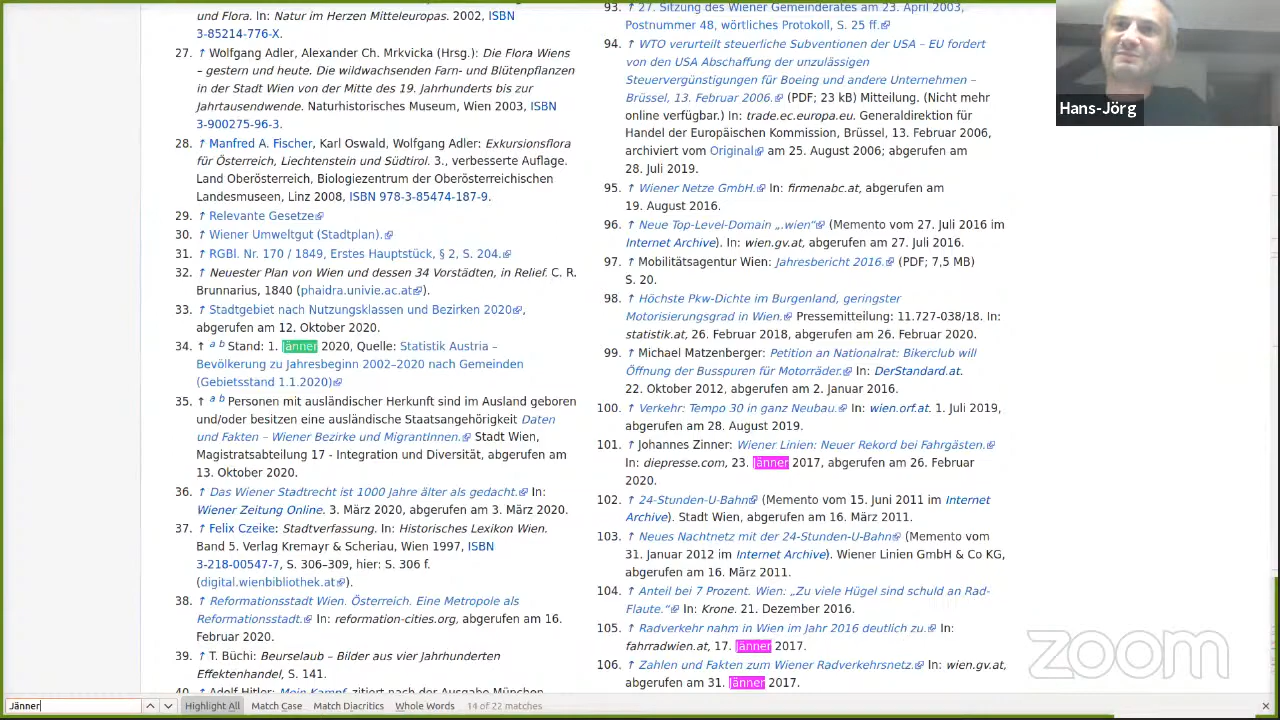 und Flora. In: Natur im Herzen Mitteleuropas. 2002, ISBN
3-85214-776-X.
27. ↑ Wolfgang Adler, Alexander Ch. Mrkvicka (Hrsg.): Die Flora Wiens
– gestern und heute. Die wildwachsenden Farn- und Blütenpflanzen
in der Stadt Wien von der Mitte des 19. Jahrhunderts bis zur
Jahrtausendwende. Naturhistorisches Museum, Wien 2003, ISBN
3-900275-96-3.
28. ↑ Manfred A. Fischer, Karl Oswald, Wolfgang Adler: Exkursionsflora
für Österreich, Liechtenstein und Südtirol. 3., verbesserte Auflage.
Land Oberösterreich, Biologiezentrum der Oberösterreichischen
Landesmuseen, Linz 2008, ISBN 978-3-85474-187-9.
29. ↑ Relevante Gesetze
30. ↑ Wiener Umweltgut (Stadtplan).
31. ↑ RGBl. Nr. 170 / 1849, Erstes Hauptstück, § 2, S. 204.
32. ↑ Neuester Plan von Wien und dessen 34 Vorstädten, in Relief. C. R.
Brunnarius, 1840 (phaidra.univie.ac.at).
33. ↑ Stadtgebiet nach Nutzungsklassen und Bezirken 2020,
abgerufen am 12. Oktober 2020.
34. ↑ a b Stand: 1. Jänner 2020, Quelle: Statistik Austria –
Bevölkerung zu Jahresbeginn 2002–2020 nach Gemeinden
(Gebietsstand 1.1.2020)
35. ↑ a b Personen mit ausländischer Herkunft sind im Ausland geboren
und/oder besitzen eine ausländische Staatsangehörigkeit Daten
und Fakten – Wiener Bezirke und MigrantInnen. Stadt Wien,
Magistratsabteilung 17 - Integration und Diversität, abgerufen am
13. Oktober 2020.
36. ↑ Das Wiener Stadtrecht ist 1000 Jahre älter als gedacht. In:
Wiener Zeitung Online. 3. März 2020, abgerufen am 3. März 2020.
37. ↑ Felix Czeike: Stadtverfassung. In: Historisches Lexikon Wien.
Band 5. Verlag Kremayr & Scheriau, Wien 1997, ISBN
3-218-00547-7, S. 306–309, hier: S. 306 f.
(digital.wienbibliothek.at).
38. ↑ Reformationsstadt Wien. Österreich. Eine Metropole als
Reformationsstadt. In: reformation-cities.org, abgerufen am 16.
Februar 2020.
39. ↑ T. Büchi: Beurselaub – Bilder aus vier Jahrhunderten
Effektenhandel, S. 141.
40. ↑ Adolf Hitler: Mein Kampf, zitiert nach der Ausgabe München
93. ↑ 27. Sitzung des Wiener Gemeinderates am 23. April 2003,
Postnummer 48, wörtliches Protokoll, S. 25 ff.
94. ↑ WTO verurteilt steuerliche Subventionen der USA – EU fordert
von den USA Abschaffung der unzulässigen
Steuervergünstigungen für Boeing und andere Unternehmen –
Brüssel, 13. Februar 2006. (PDF; 23 kB) Mitteilung. (Nicht mehr
online verfügbar.) In: trade.ec.europa.eu. Generaldirektion für
Handel der Europäischen Kommission, Brüssel, 13. Februar 2006,
archiviert vom Original am 25. August 2006; abgerufen am
28. Juli 2019.
95. ↑ Wiener Netze GmbH. In: firmenabc.at, abgerufen am
19. August 2016.
96. ↑ Neue Top-Level-Domain „.wien“ (Memento vom 27. Juli 2016 im
Internet Archive). In: wien.gv.at, abgerufen am 27. Juli 2016.
97. ↑ Mobilitätsagentur Wien: Jahresbericht 2016. (PDF; 7,5 MB)
S. 20.
98. ↑ Höchste Pkw-Dichte im Burgenland, geringster
Motorisierungsgrad in Wien. Pressemitteilung: 11.727-038/18. In:
statistik.at, 26. Februar 2018, abgerufen am 26. Februar 2020.
99. ↑ Michael Matzenberger: Petition an Nationalrat: Bikerclub will
Öffnung der Busspuren für Motorräder. In: DerStandard.at.
22. Oktober 2012, abgerufen am 2. Januar 2016.
100. ↑ Verkehr: Tempo 30 in ganz Neubau. In: wien.orf.at. 1. Juli 2019,
abgerufen am 28. August 2019.
101. ↑ Johannes Zinner: Wiener Linien: Neuer Rekord bei Fahrgästen.
In: diepresse.com, 23. Jänner 2017, abgerufen am 26. Februar
2020.
102. ↑ 24-Stunden-U-Bahn (Memento vom 15. Juni 2011 im Internet
Archive). Stadt Wien, abgerufen am 16. März 2011.
103. ↑ Neues Nachtnetz mit der 24-Stunden-U-Bahn (Memento vom
31. Januar 2012 im Internet Archive). Wiener Linien GmbH & Co KG,
abgerufen am 16. März 2011.
104. ↑ Anteil bei 7 Prozent. Wien: „Zu viele Hügel sind schuld an Rad-
Flaute.“ In: Krone. 21. Dezember 2016.
105. ↑ Radverkehr nahm in Wien im Jahr 2016 deutlich zu. In:
fahrradwien.at, 17. Jänner 2017.
106. ↑ Zahlen und Fakten zum Wiener Radverkehrsnetz. In: wien.gv.at,
abgerufen am 31. Jänner 2017.
Hans-Jörg
zoom
Jänner
Highlight All Match Case Match Diacritics Whole Words 14 of 22 matches